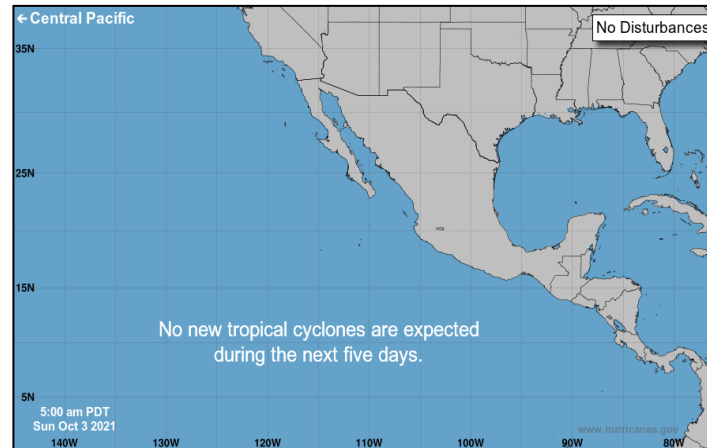 ← Central Pacific
No Disturbances
35N
25N
15N
No new tropical cyclones are expected
during the next five days.
5N
5:00 am PDT
Sun Oct 3 2021
www.hurricanes.gov
140W 130W 120W 110W 100W 90W 80W